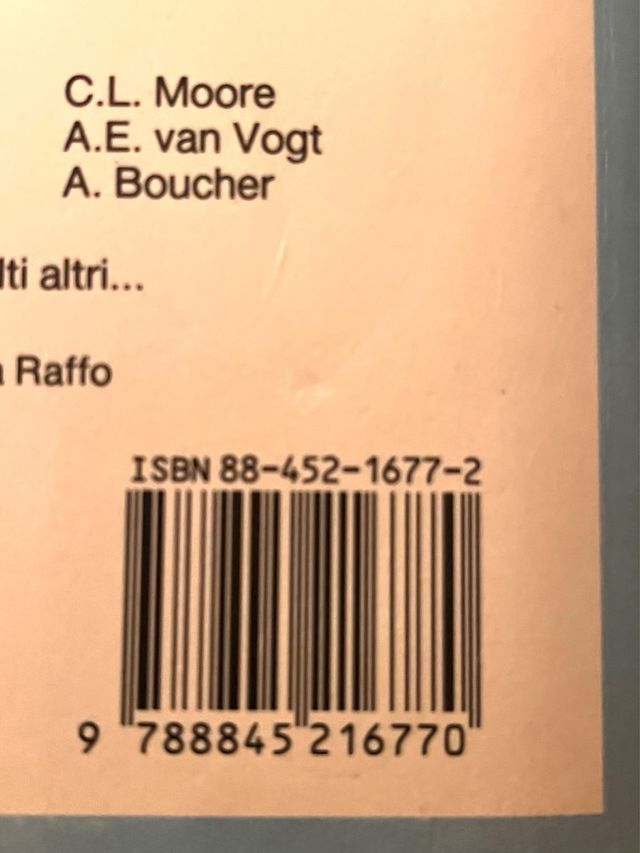 C.L. Moore
A.E. van Vogt
A. Boucher
lti altri...
a Raffo
ISBN 88-452-1677-2
9 788845 216770